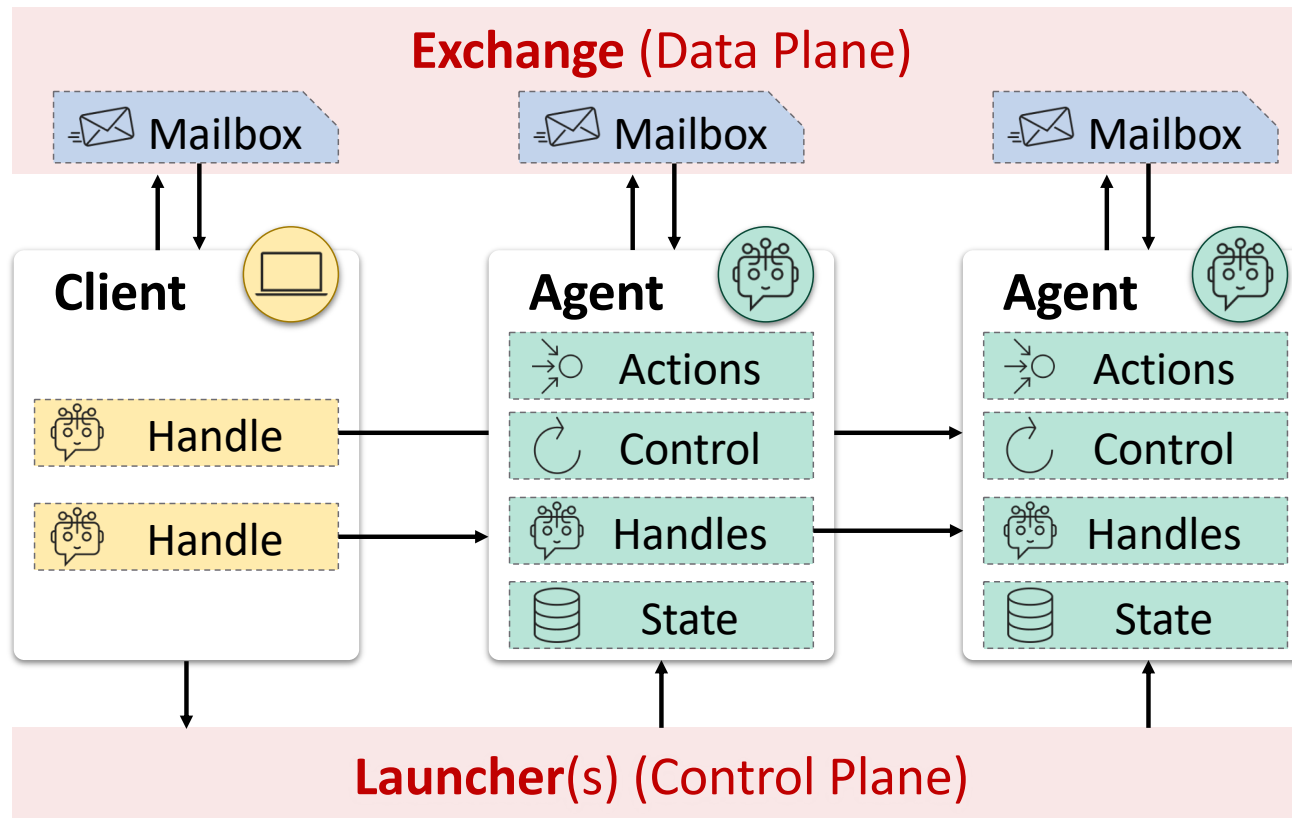 Exchange (Data Plane)
Mailbox
Mailbox
Mailbox
Client
Handle
Handle
Agent
Actions
Control
Handles
State
Agent
Actions
Control
Handles
State
Launcher(s) (Control Plane)